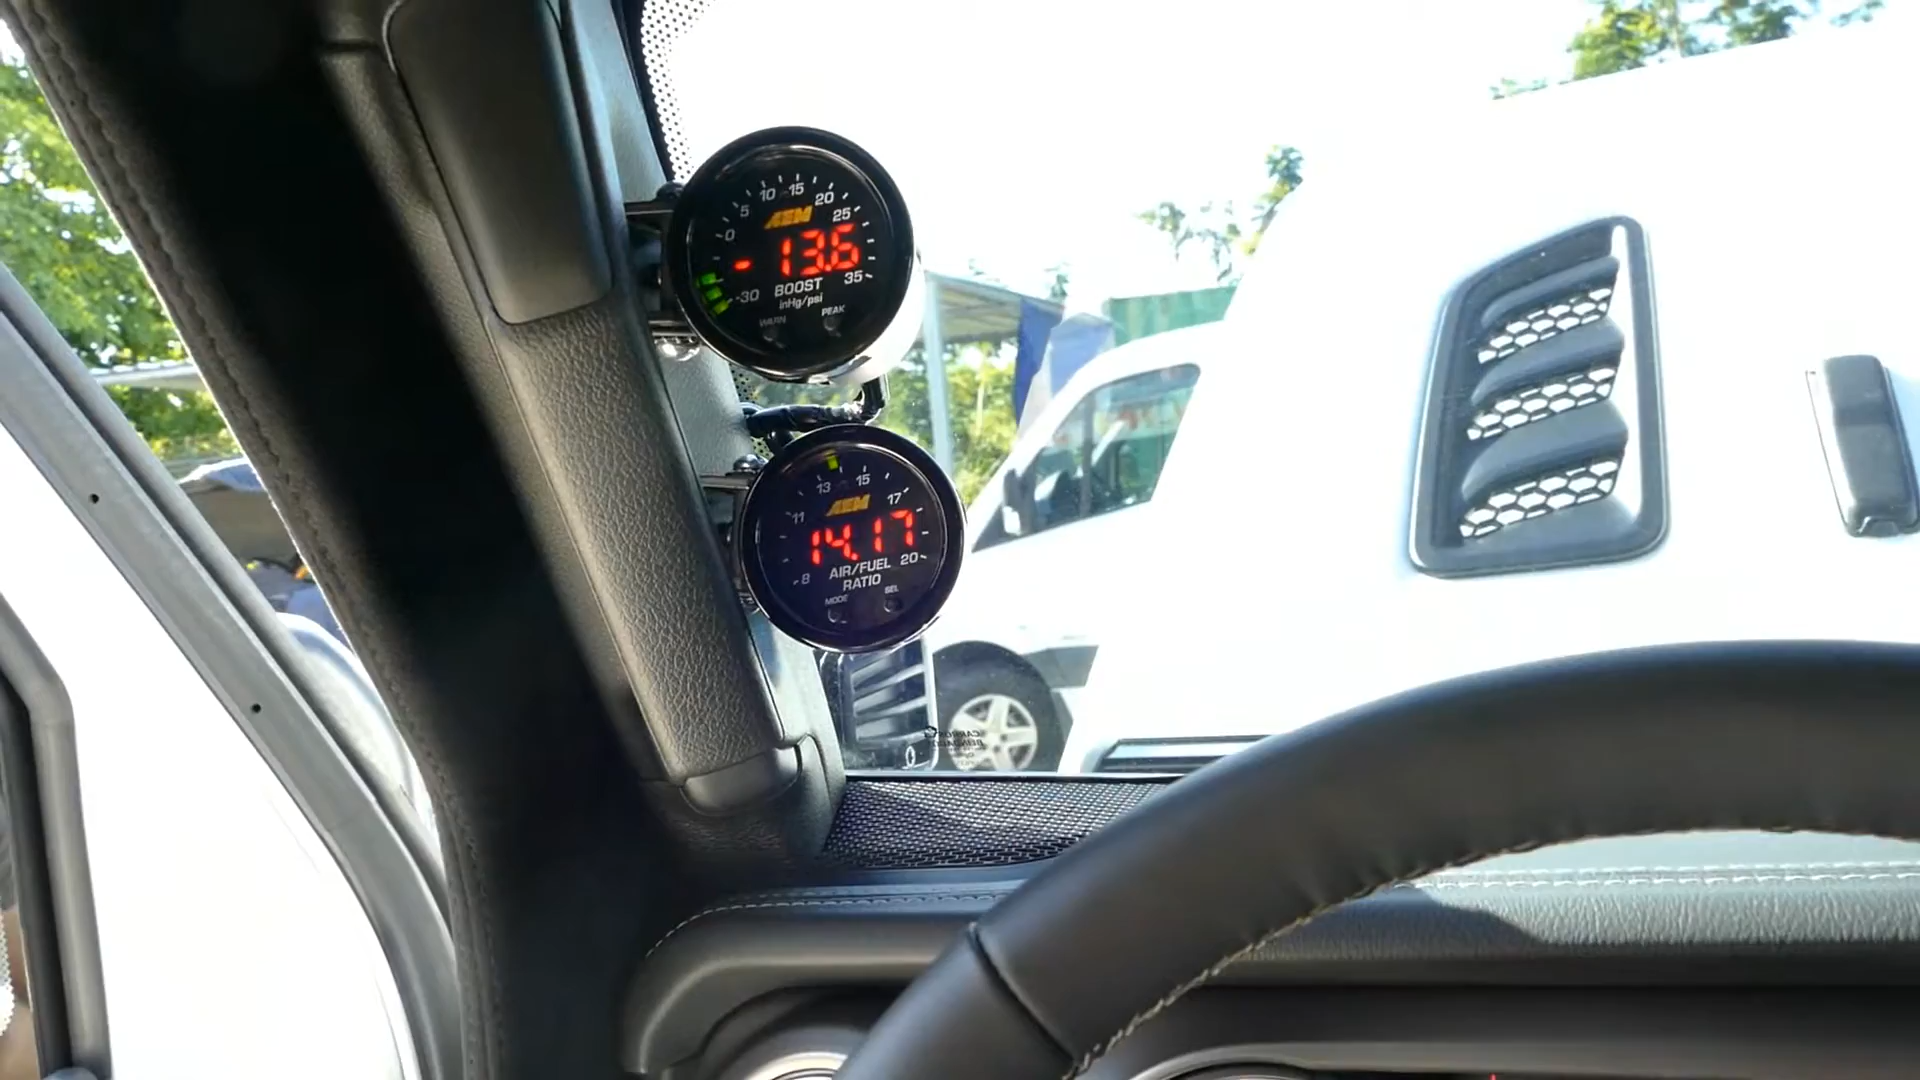 10 15
5 20
AEM 25
0
-13.6
35
-30 BOOST
inHg/psi
WARN PEAK
13 15
AEM 17
11
14.17
AIR/FUEL 20
8 RATIO
MODE SEL